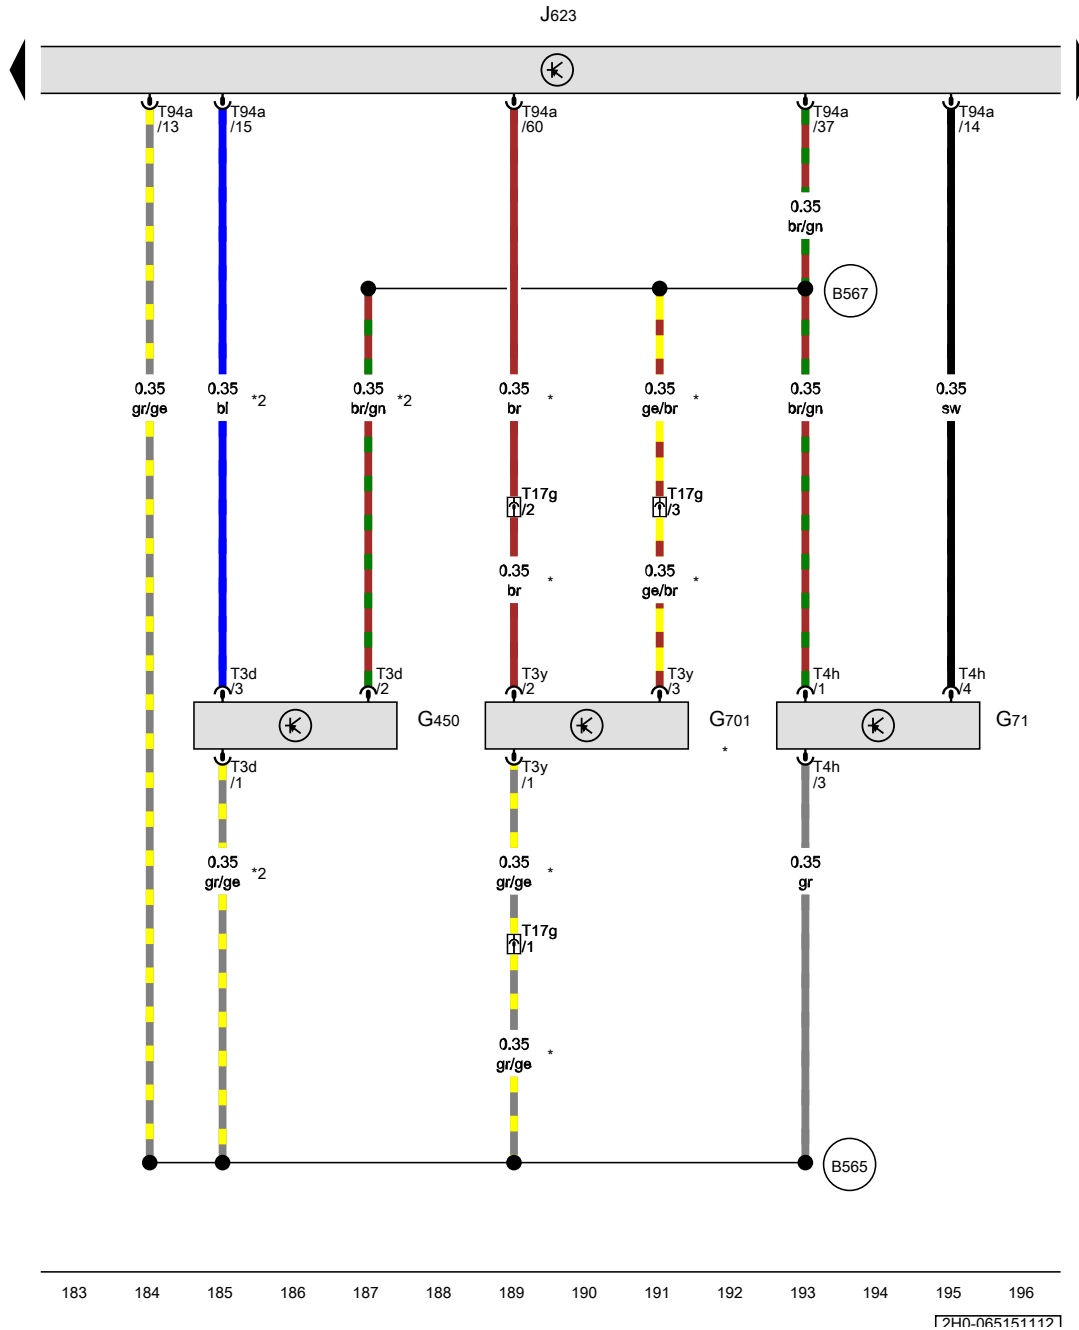 J623
T94a
/13
T94a
/15
T94a
/60
T94a
/37
T94a
/14
0.35
br/gn
B567
0.35
gr/ge
0.35
bl
*2
0.35
br/gn
*2
0.35
br
*
0.35
ge/br
*
0.35
br/gn
0.35
sw
T17g
/2
T17g
/3
0.35
br
*
0.35
ge/br
*
T3d
/3
T3d
/2
T3y
/2
T3y
/3
T4h
/1
T4h
/4
G450
G701
*
G71
T3d
/1
T3y
/1
T4h
/3
0.35
gr/ge
*2
0.35
gr/ge
*
0.35
gr
T17g
/1
0.35
gr/ge
*
B565
183 184 185 186 187 188 189 190 191 192 193 194 195 196
2H0-065151112